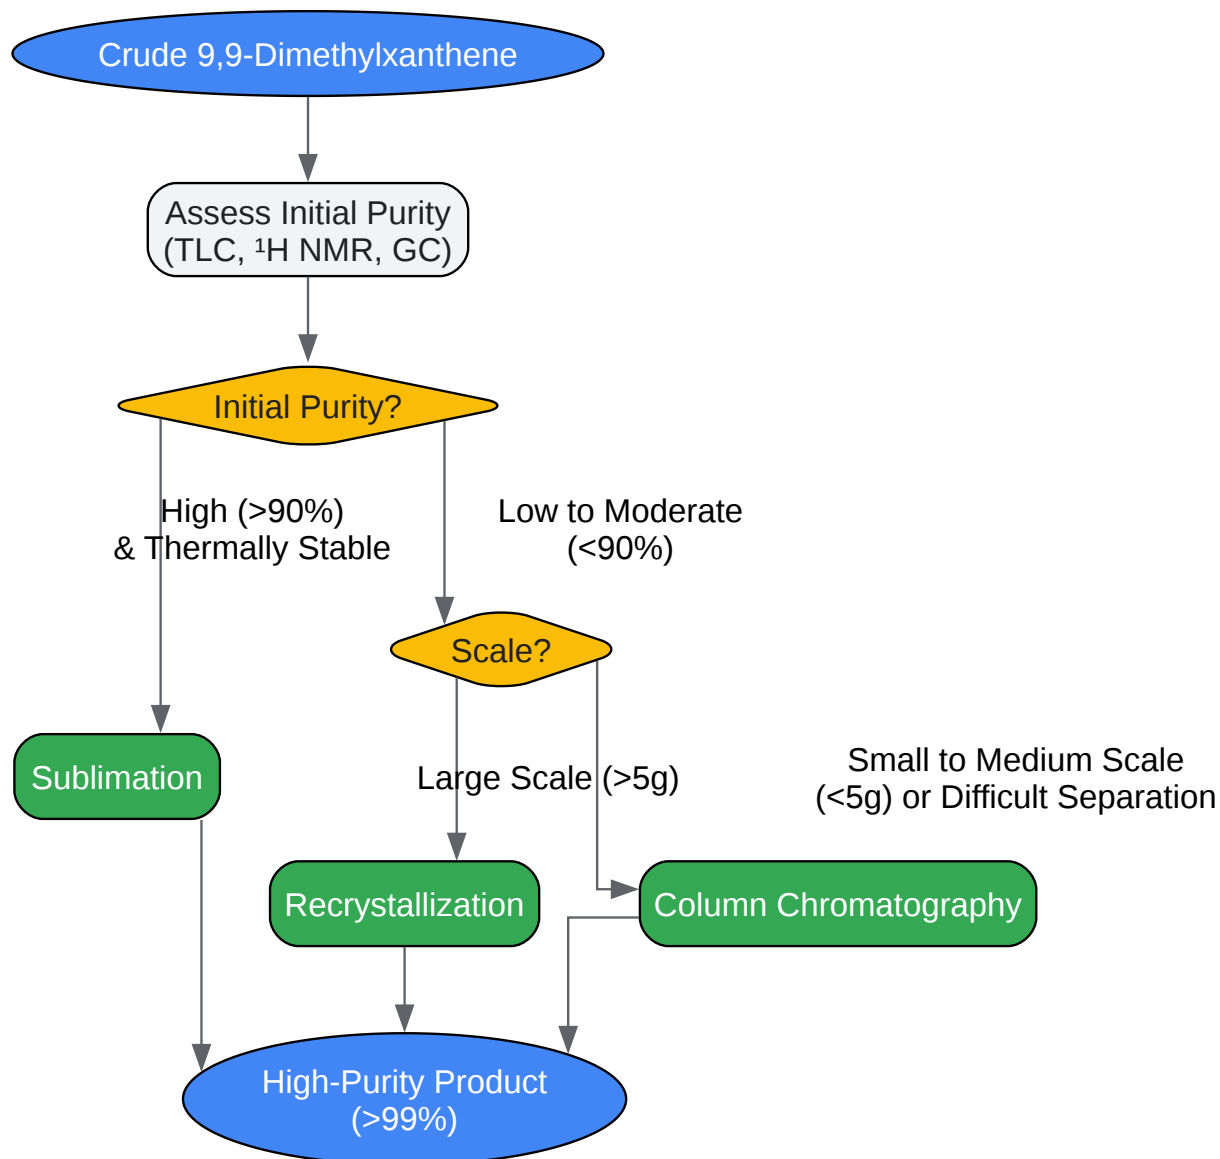 Crude 9,9-Dimethylxanthene
Assess Initial Purity
(TLC, ¹H NMR, GC)
Initial Purity?
High (>90%)
& Thermally Stable
Low to Moderate
(<90%)
Scale?
Sublimation
Large Scale (>5g)
Small to Medium Scale
(<5g) or Difficult Separation
Recrystallization
Column Chromatography
High-Purity Product
(>99%)